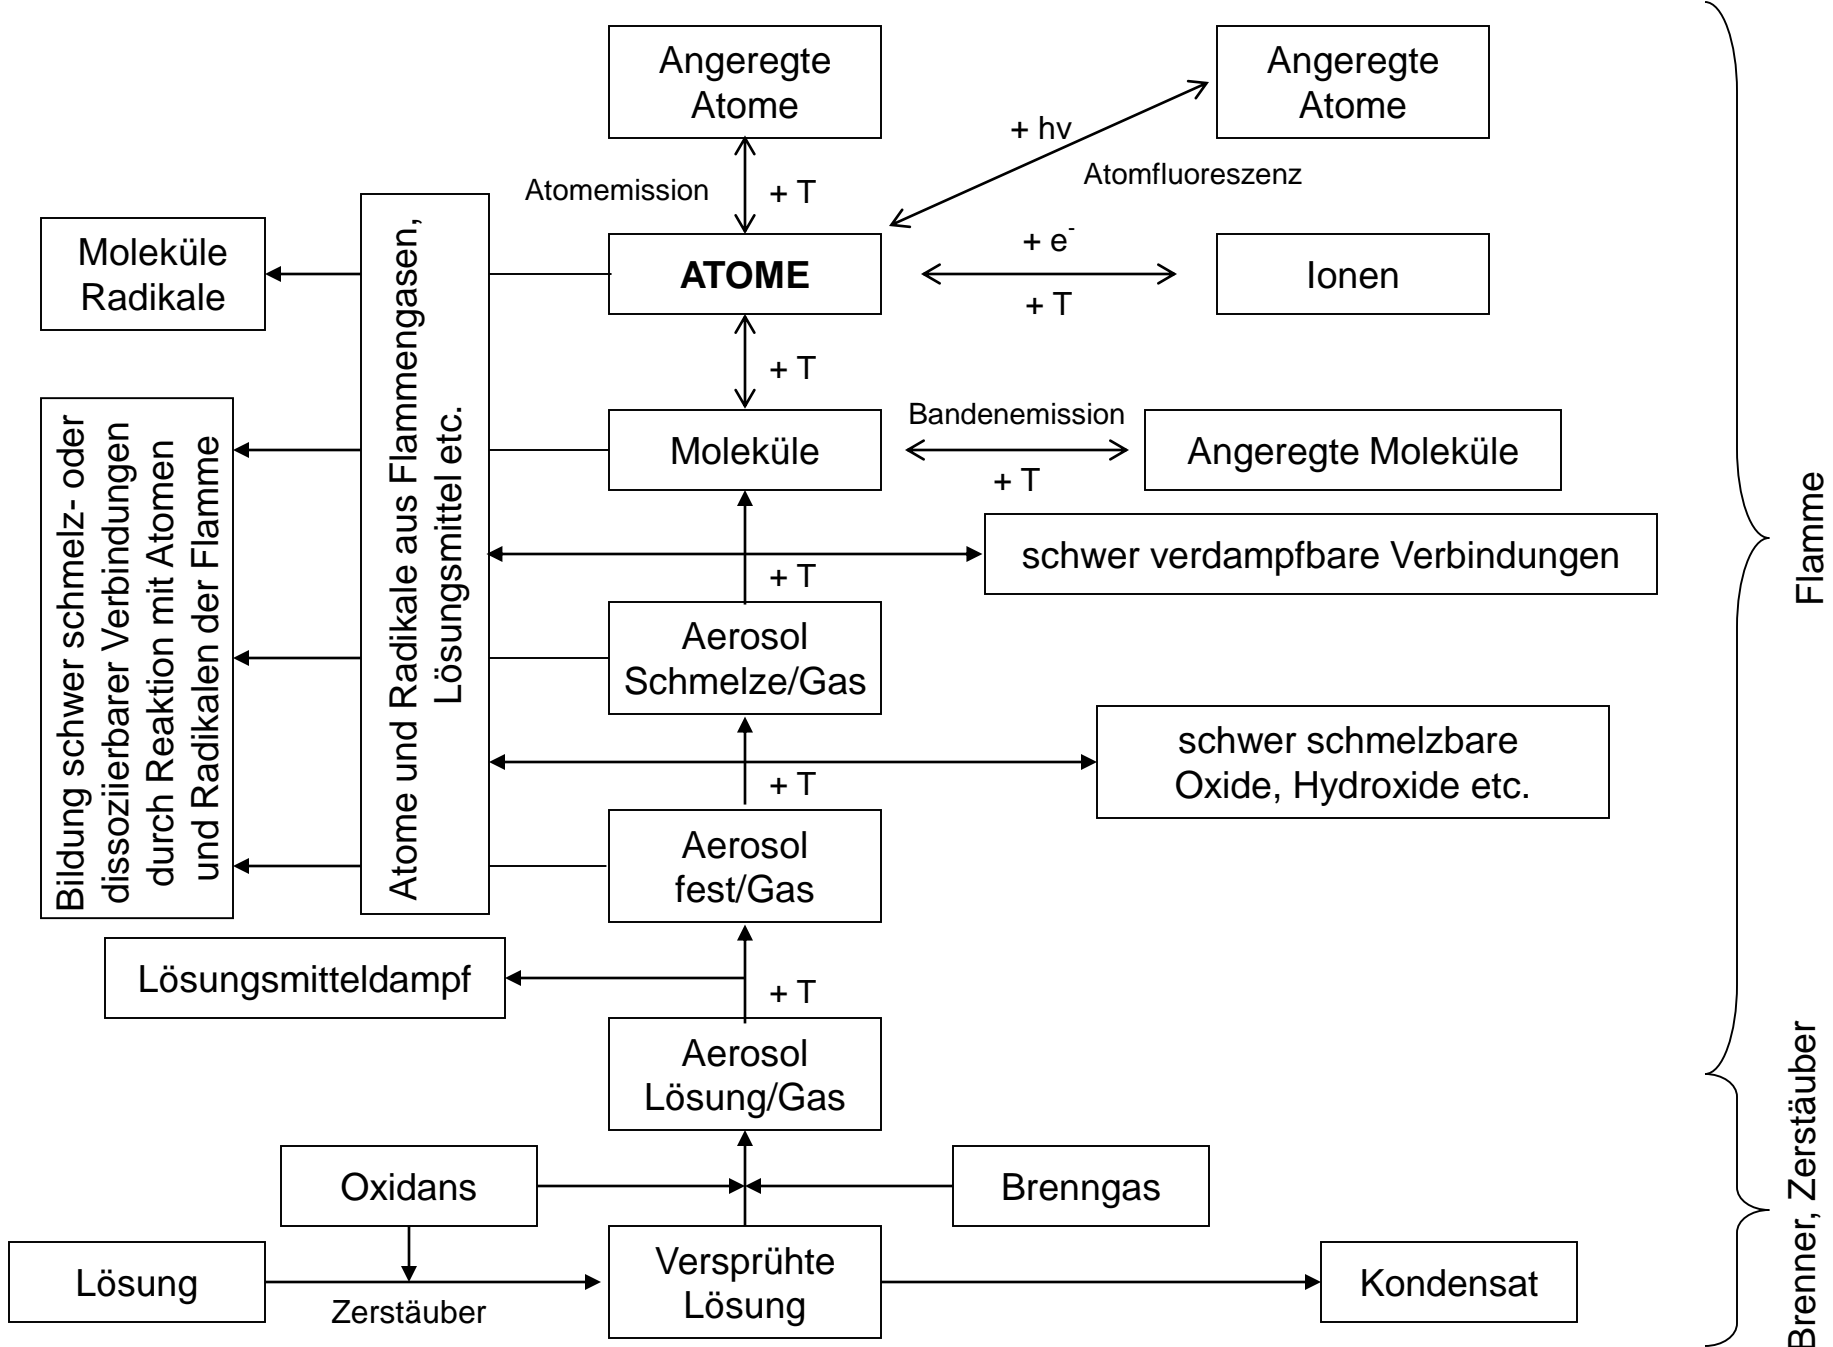 Angeregte
Atome
Angeregte
Atome
+ hν
Atomfluoreszenz
Atomemission
+ T
Moleküle
Radikale
ATOME
+ e-
+ T
Ionen
+ T
Atome und Radikale aus Flammengasen,
Lösungsmittel etc.
Bildung schwer schmelz- oder
dissoziierbarer Verbindungen
durch Reaktion mit Atomen
und Radikalen der Flamme
Moleküle
Bandenemission
+ T
Angeregte Moleküle
schwer verdampfbare Verbindungen
+ T
Aerosol
Schmelze/Gas
schwer schmelzbare
Oxide, Hydroxide etc.
+ T
Aerosol
fest/Gas
Lösungsmitteldampf
+ T
Aerosol
Lösung/Gas
Oxidans
Brenngas
Lösung
Zerstäuber
Versprühte
Lösung
Kondensat
Flamme
Brenner, Zerstäuber